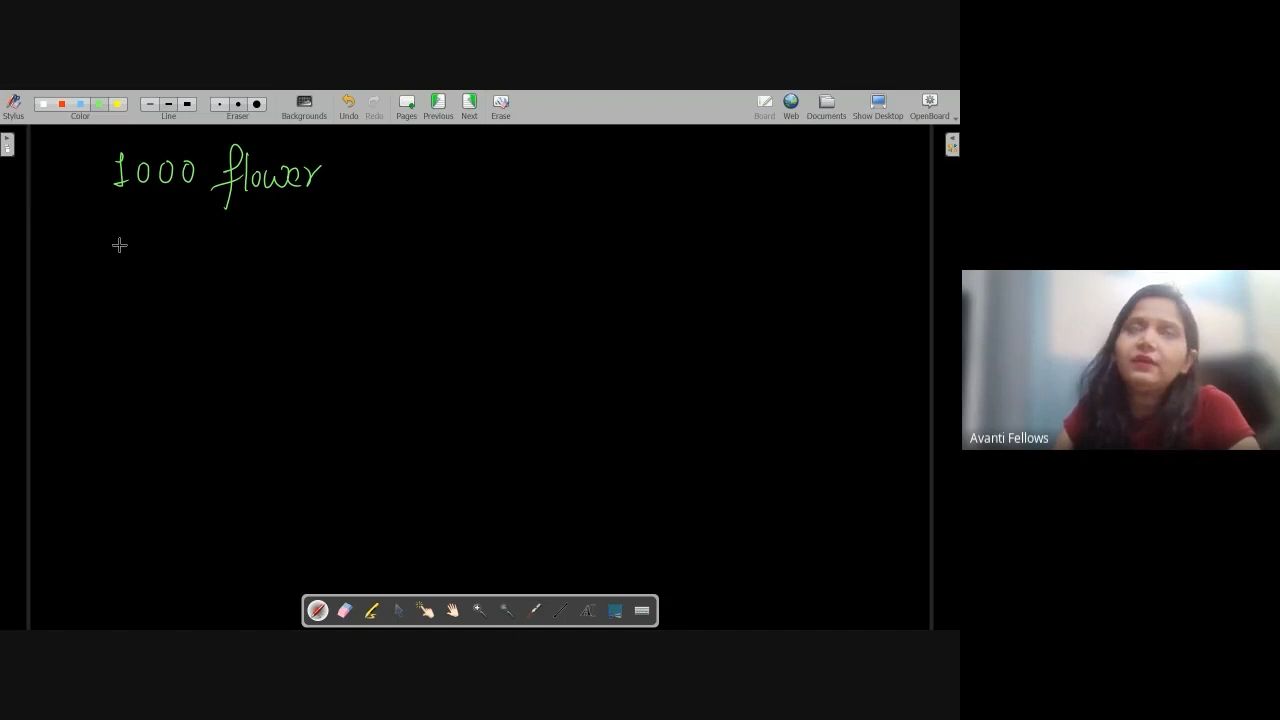 Stylus
Color
Line
Eraser
Backgrounds
Undo
Redo
Pages
Previous
Next
Erase
Board
Web
Documents
Show Desktop
OpenBoard
1000 flower
Avanti Fellows